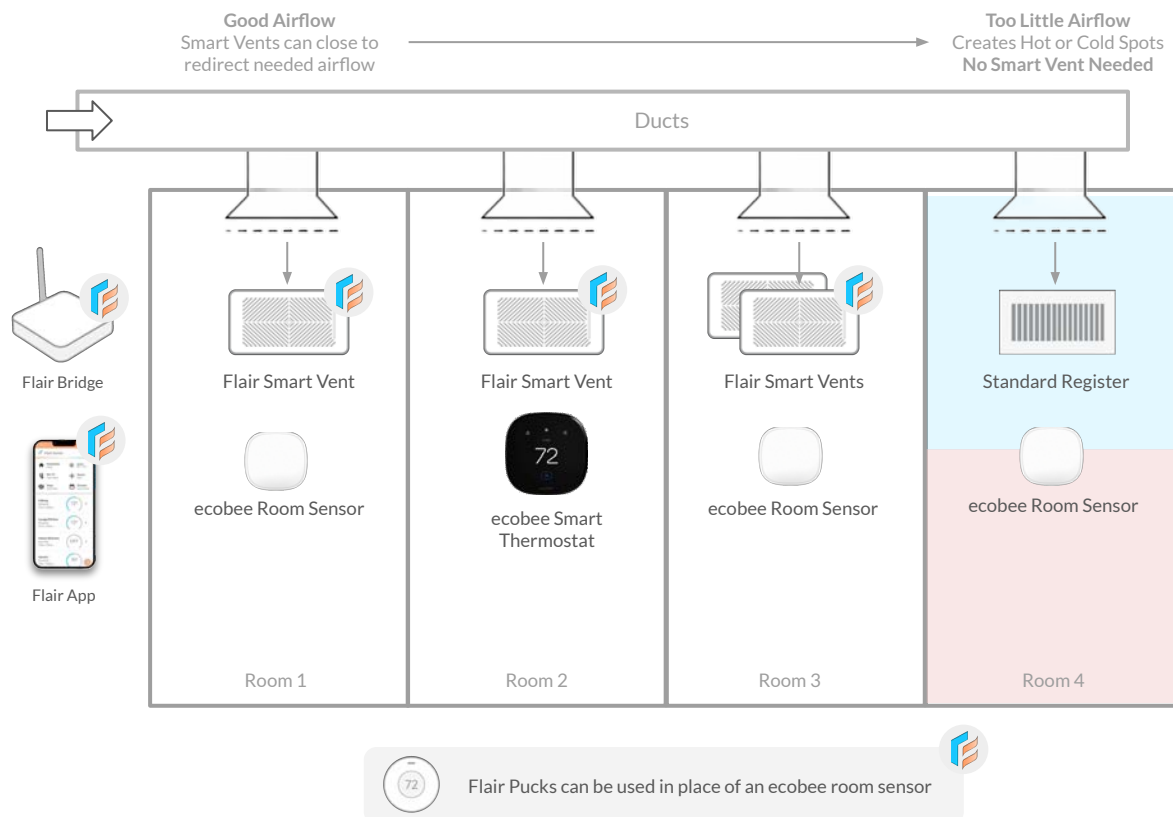 Good Airflow
Smart Vents can close to
redirect needed airflow
Too Little Airflow
Creates Hot or Cold Spots
No Smart Vent Needed
Ducts
Flair Bridge
Flair App
Flair Smart Vent
ecobee Room Sensor
Room 1
Flair Smart Vent
72
ecobee Smart
Thermostat
Room 2
Flair Smart Vents
ecobee Room Sensor
Room 3
Standard Register
ecobee Room Sensor
Room 4
72
Flair Pucks can be used in place of an ecobee room sensor